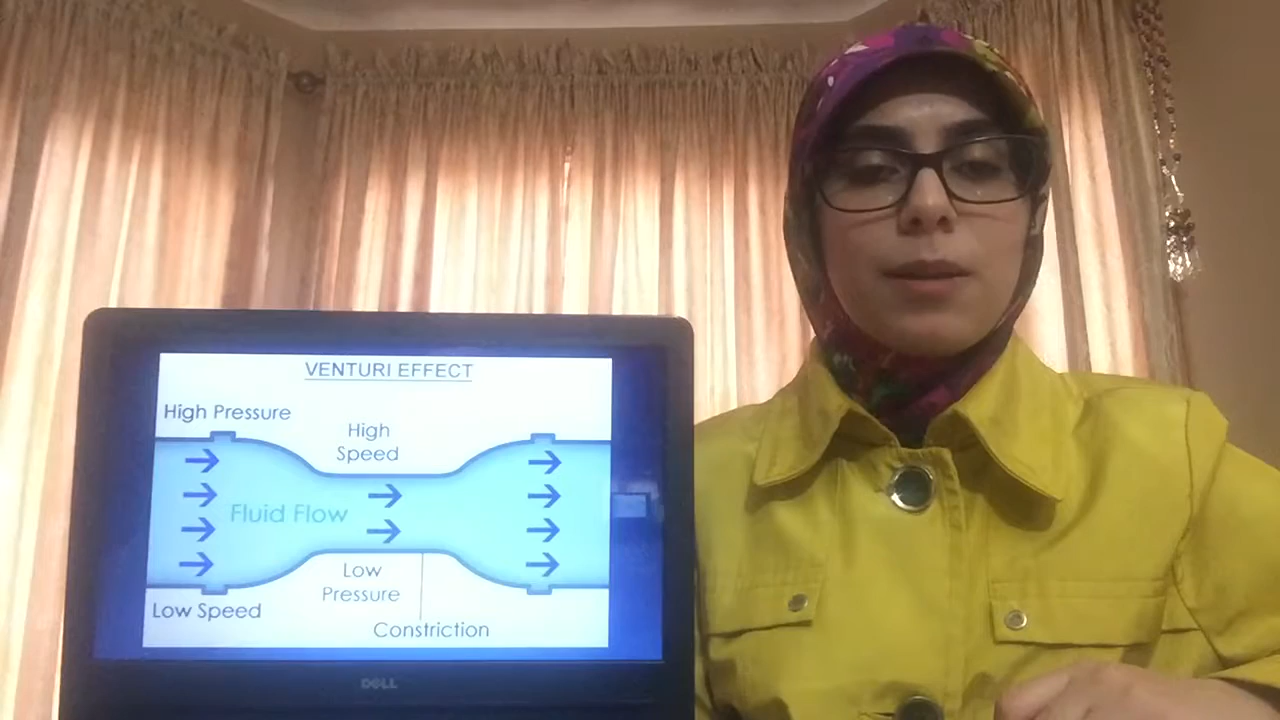 VENTURI EFFECT
High Pressure
High
Speed
Fluid Flow
Low
Pressure
Low Speed
Constriction
DELL